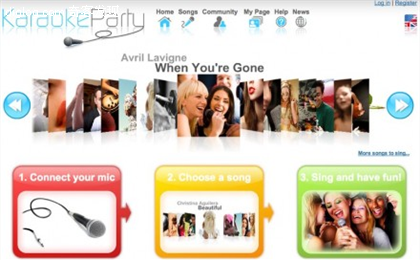 Log in | Register
KaraokeParty
Home Songs Community My Page Help News
Avril Lavigne
When You're Gone
More songs to sing...
1. Connect your mic
2. Choose a song
3. Sing and have fun!
Christina Aguilera
Beautiful